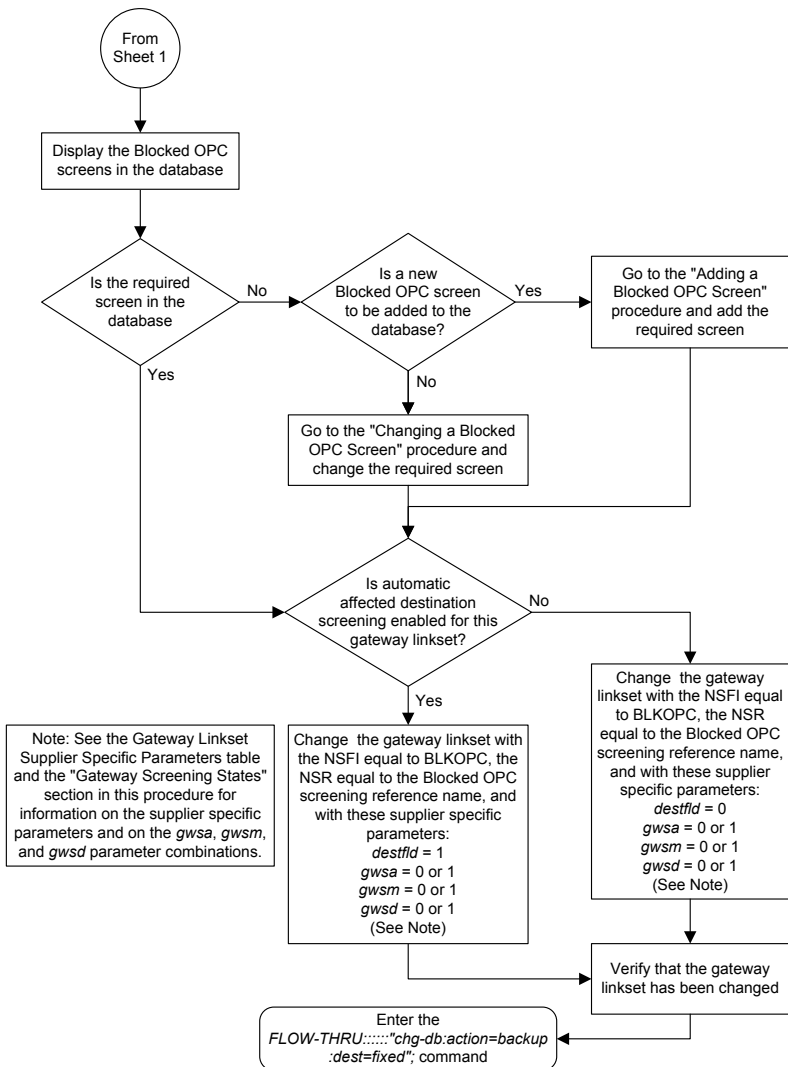 From
Sheet 1
Display the Blocked OPC
screens in the database
Is the required
screen in the
database
No
Yes
Is a new
Blocked OPC screen
to be added to the
database?
Yes
No
Go to the "Adding a
Blocked OPC Screen"
procedure and add the
required screen
Go to the "Changing a Blocked
OPC Screen" procedure and
change the required screen
Is automatic
affected destination
screening enabled for this
gateway linkset?
No
Yes
Note: See the Gateway Linkset
Supplier Specific Parameters table
and the "Gateway Screening States"
section in this procedure for
information on the supplier specific
parameters and on the gwsa, gwsm,
and gwsd parameter combinations.
Change the gateway linkset with
the NSFI equal to BLKOPC, the
NSR equal to the Blocked OPC
screening reference name, and
with these supplier specific
parameters:
destfld = 1
gwsa = 0 or 1
gwsm = 0 or 1
gwsd = 0 or 1
(See Note)
Change the gateway
linkset with the NSFI equal
to BLKOPC, the NSR
equal to the Blocked OPC
screening reference name,
and with these supplier
specific parameters:
destfld = 0
gwsa = 0 or 1
gwsm = 0 or 1
gwsd = 0 or 1
(See Note)
Verify that the gateway
linkset has been changed
Enter the
FLOW-THRU::::::"chg-db:action=backup
:dest=fixed"; command